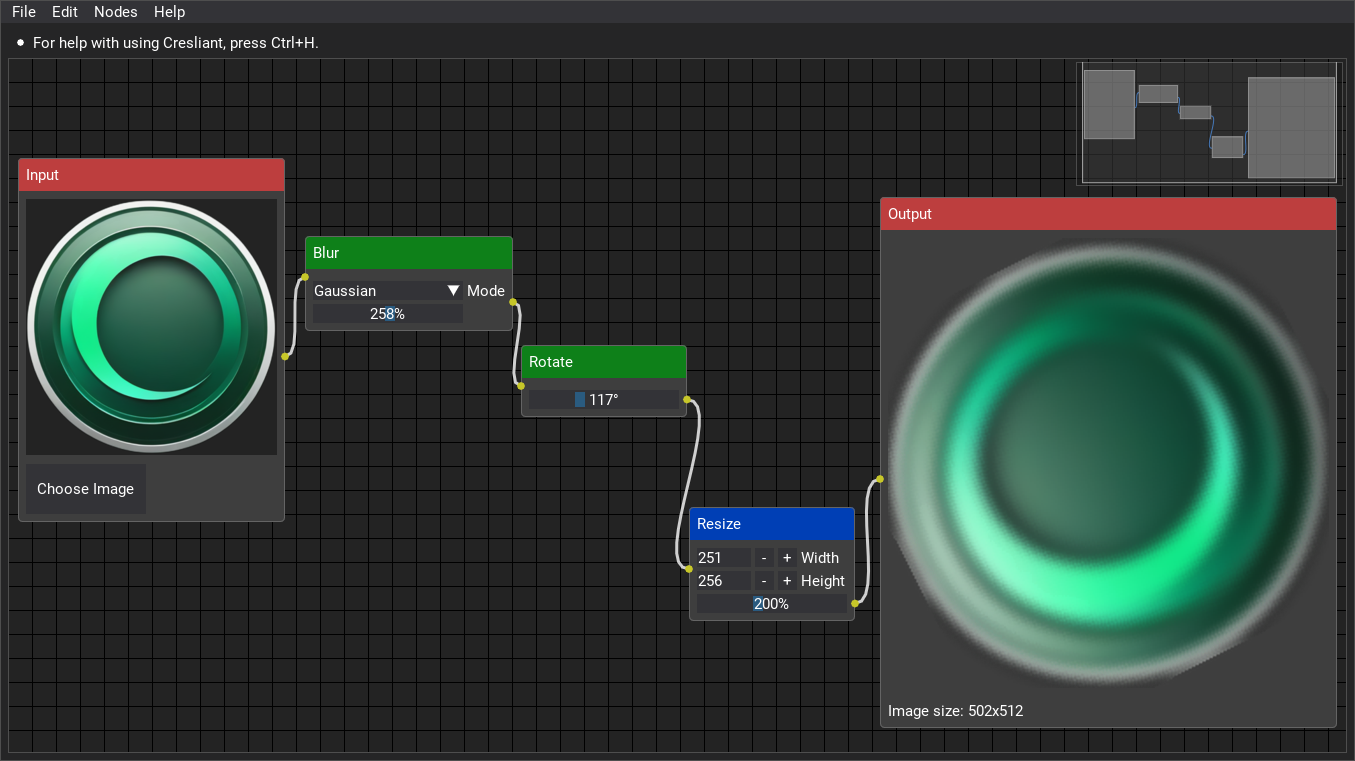 File Edit Nodes Help
For help with using Cresliant, press Ctrl+H.
Input
Choose Image
Blur
Gaussian ▼ Mode
258%
Rotate
117°
Resize
251 - + Width
256 - + Height
200%
Output
Image size: 502x512